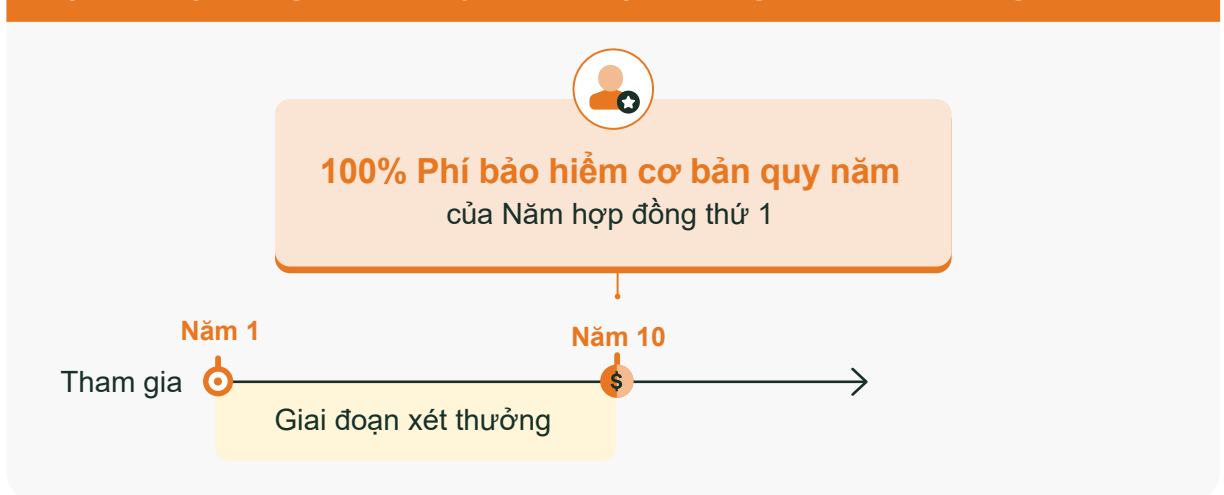 100% Phí bảo hiểm cơ bản quy năm
của Năm hợp đồng thứ 1
Năm 1
Năm 10
Tham gia
$
Giai đoạn xét thưởng